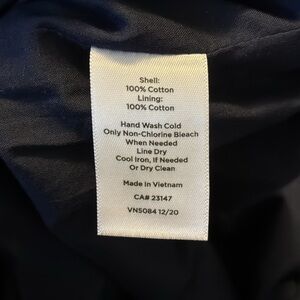 Shell:
100% Cotton
Lining:
100% Cotton
Hand Wash Cold
Only Non-Chlorine Bleach
When Needed
Line Dry
Cool Iron, If Needed
Or Dry Clean
Made In Vietnam
CA# 23147
VN5084 12/20